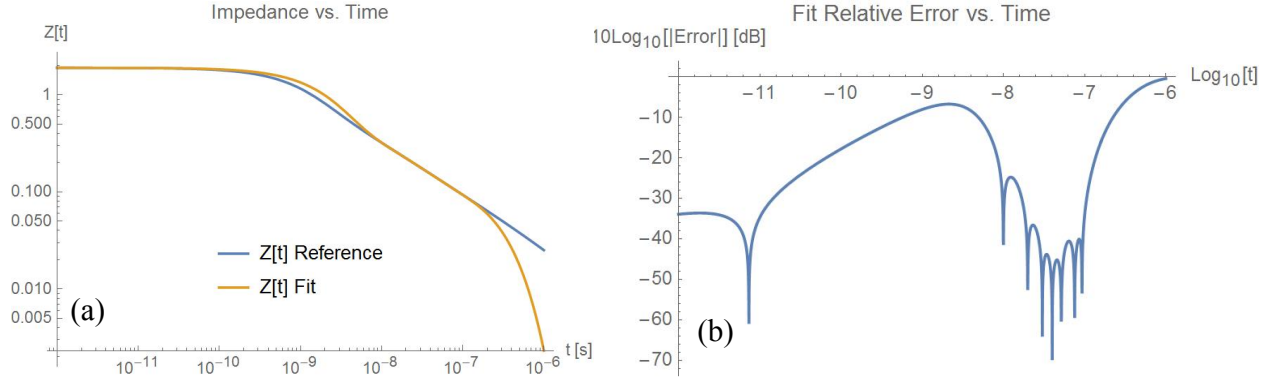 Impedance vs. Time
Z[t]
1
0.500
0.100
0.050
0.010
0.005
Z[t] Reference
Z[t] Fit
(a)
10⁻¹¹ 10⁻¹⁰ 10⁻⁹ 10⁻⁸ 10⁻⁷ 10⁻⁶
t [s]
Fit Relative Error vs. Time
10Log₁₀[|Error|] [dB]
Log₁₀[t]
-11 -10 -9 -8 -7 -6
-10
-20
-30
-40
-50
-60
-70
(b)